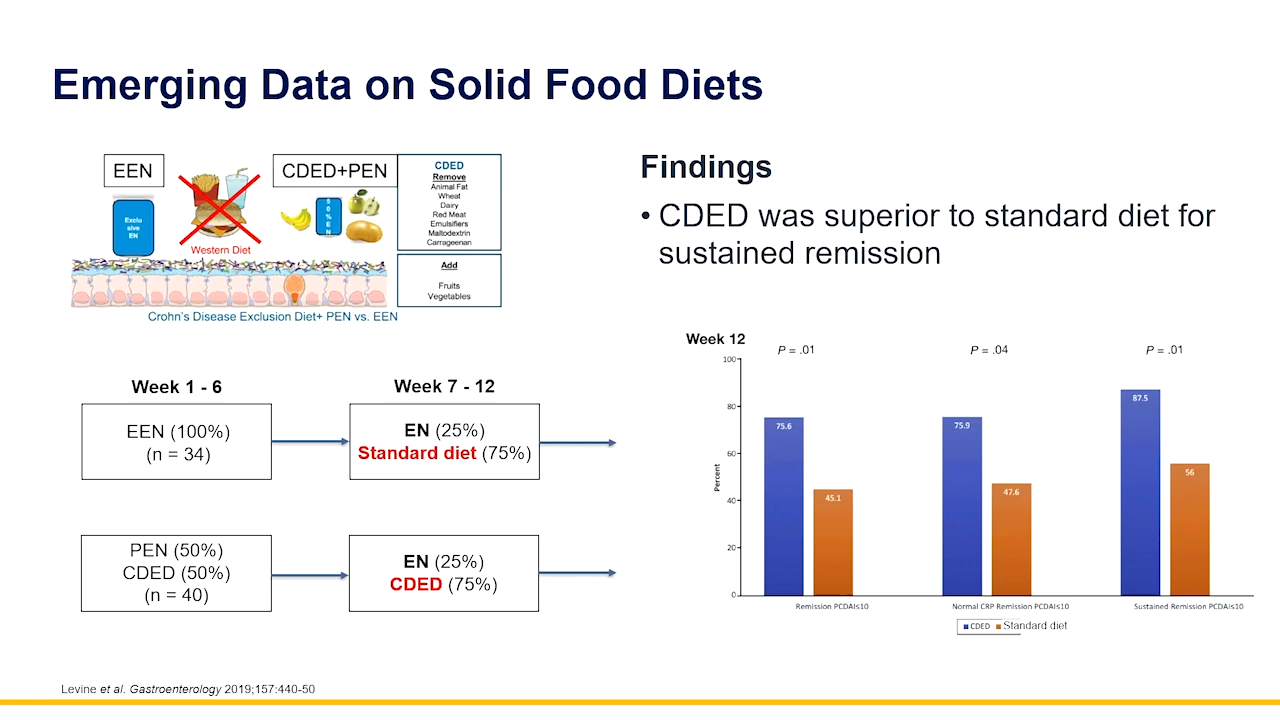 Emerging Data on Solid Food Diets
EEN
CDED+PEN
Exclu
sive
EN
Western Diet
5
0
%
E
N
CDED
Remove
Animal Fat
Wheat
Dairy
Red Meat
Emulsifiers
Maltodextrin
Carrageenan
Add
Fruits
Vegetables
Crohn's Disease Exclusion Diet+ PEN vs. EEN
Week 1 - 6
Week 7 - 12
EEN (100%)
(n = 34)
EN (25%)
Standard diet (75%)
PEN (50%)
CDED (50%)
(n = 40)
EN (25%)
CDED (75%)
Findings
• CDED was superior to standard diet for
sustained remission
Week 12
P = .01
P = .04
P = .01
100
80
60
40
20
0
Percent
75.6
45.1
75.9
47.6
87.5
56
Remission PCDAI≤10
Normal CRP Remission PCDAI≤10
Sustained Remission PCDAI≤10
CDED
Standard diet
Levine et al. Gastroenterology 2019;157:440-50